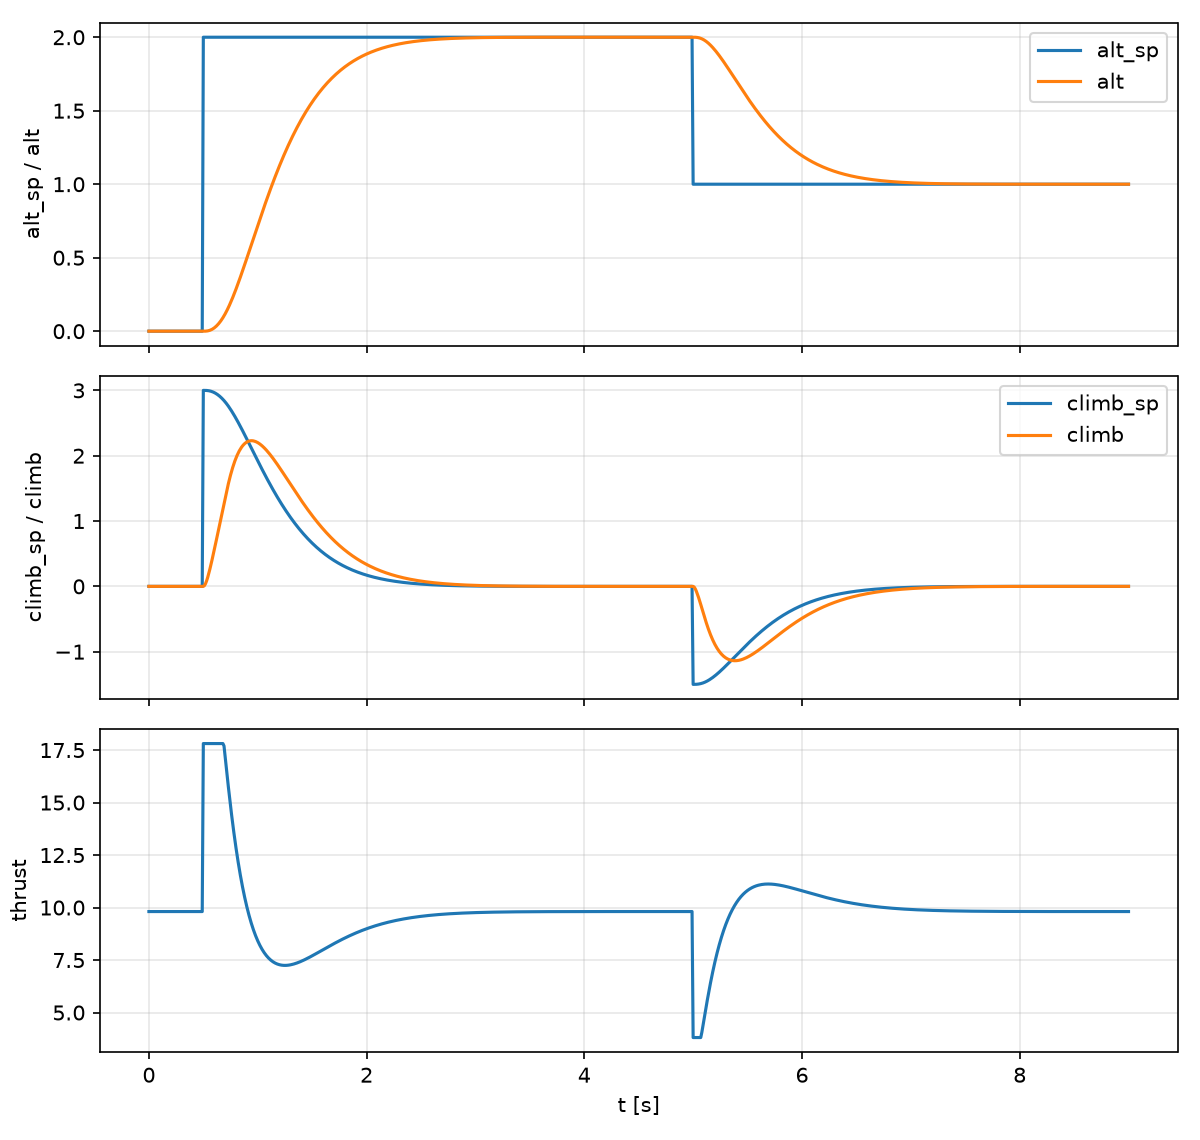 2.0
1.5
1.0
0.5
0.0
alt_sp / alt
alt_sp
alt
3
2
1
0
−1
climb_sp / climb
climb_sp
climb
17.5
15.0
12.5
10.0
7.5
5.0
thrust
0 2 4 6 8
t [s]